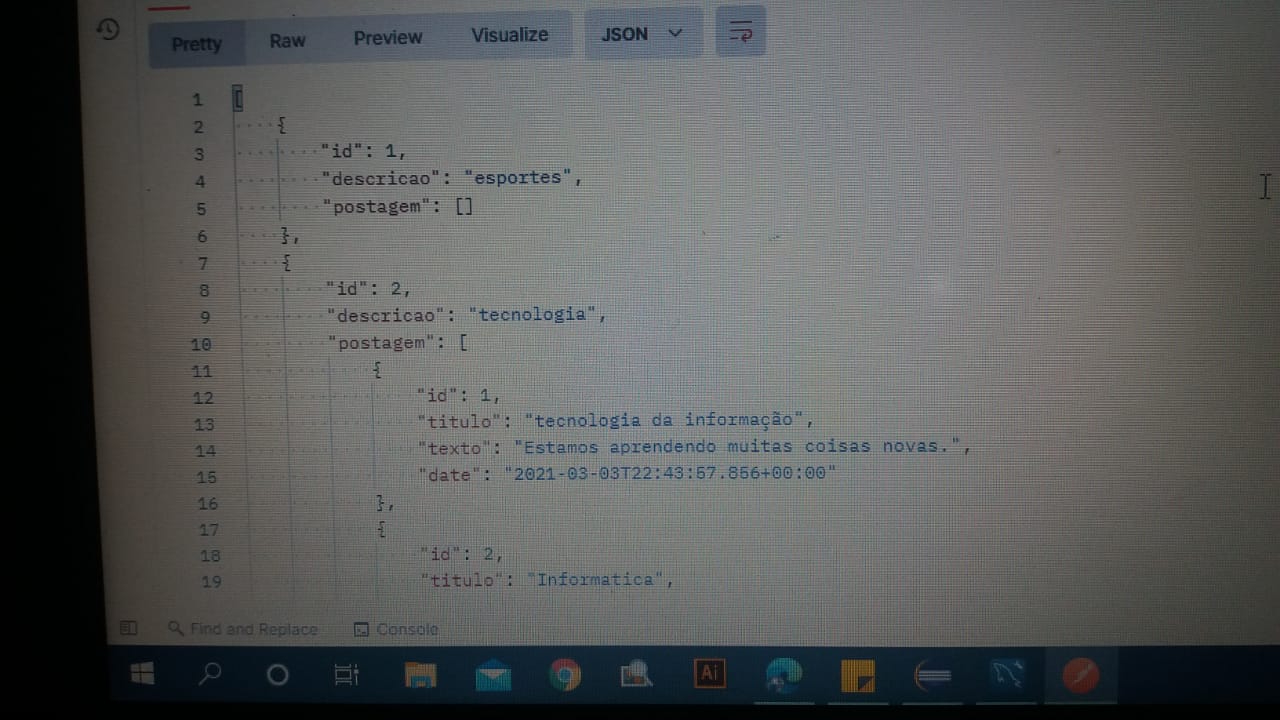 Pretty Raw Preview Visualize JSON
1 [
2 {
3 "id": 1,
4 "descricao": "esportes",
5 "postagem": []
6 },
7 {
8 "id": 2,
9 "descricao": "tecnologia",
10 "postagem": [
11 {
12 "id": 1,
13 "titulo": "tecnologia da informação",
14 "texto": "Estamos aprendendo muitas coisas novas.",
15 "date": "2021-03-03T22:43:57.856+00:00"
16 },
17 {
18 "id": 2,
19 "titulo": "Informatica",
Find and Replace Console
Ai